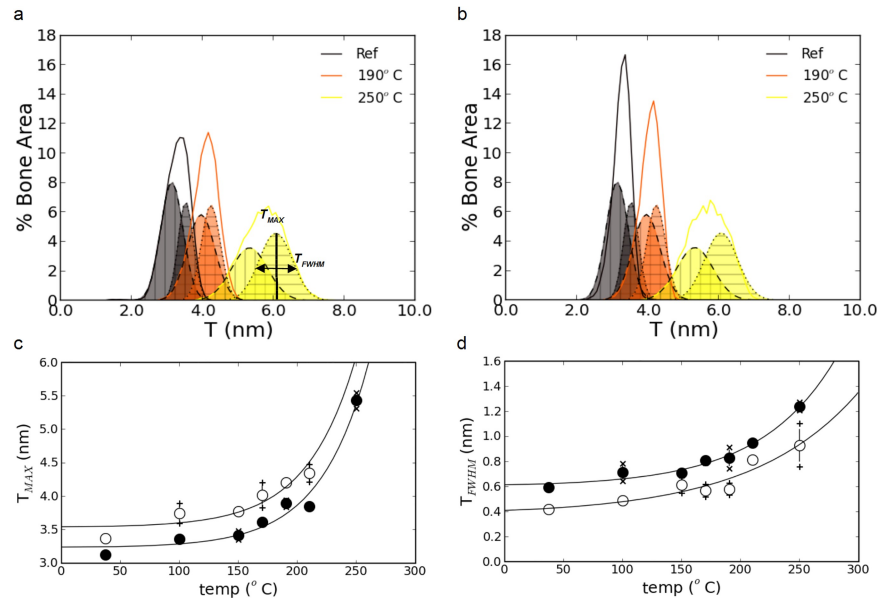 a
% Bone Area
18
16
14
12
10
8
6
4
2
0
0.0 2.0 4.0 6.0 8.0 10.0
T (nm)
Ref
190° C
250° C
T_MAX
T_FWHM
b
% Bone Area
18
16
14
12
10
8
6
4
2
0
0.0 2.0 4.0 6.0 8.0 10.0
T (nm)
Ref
190° C
250° C
c
T_MAX (nm)
6.0
5.5
5.0
4.5
4.0
3.5
3.0
0 50 100 150 200 250 300
temp (° C)
d
T_FWHM (nm)
1.6
1.4
1.2
1.0
0.8
0.6
0.4
0.2
0.0
0 50 100 150 200 250 300
temp (° C)